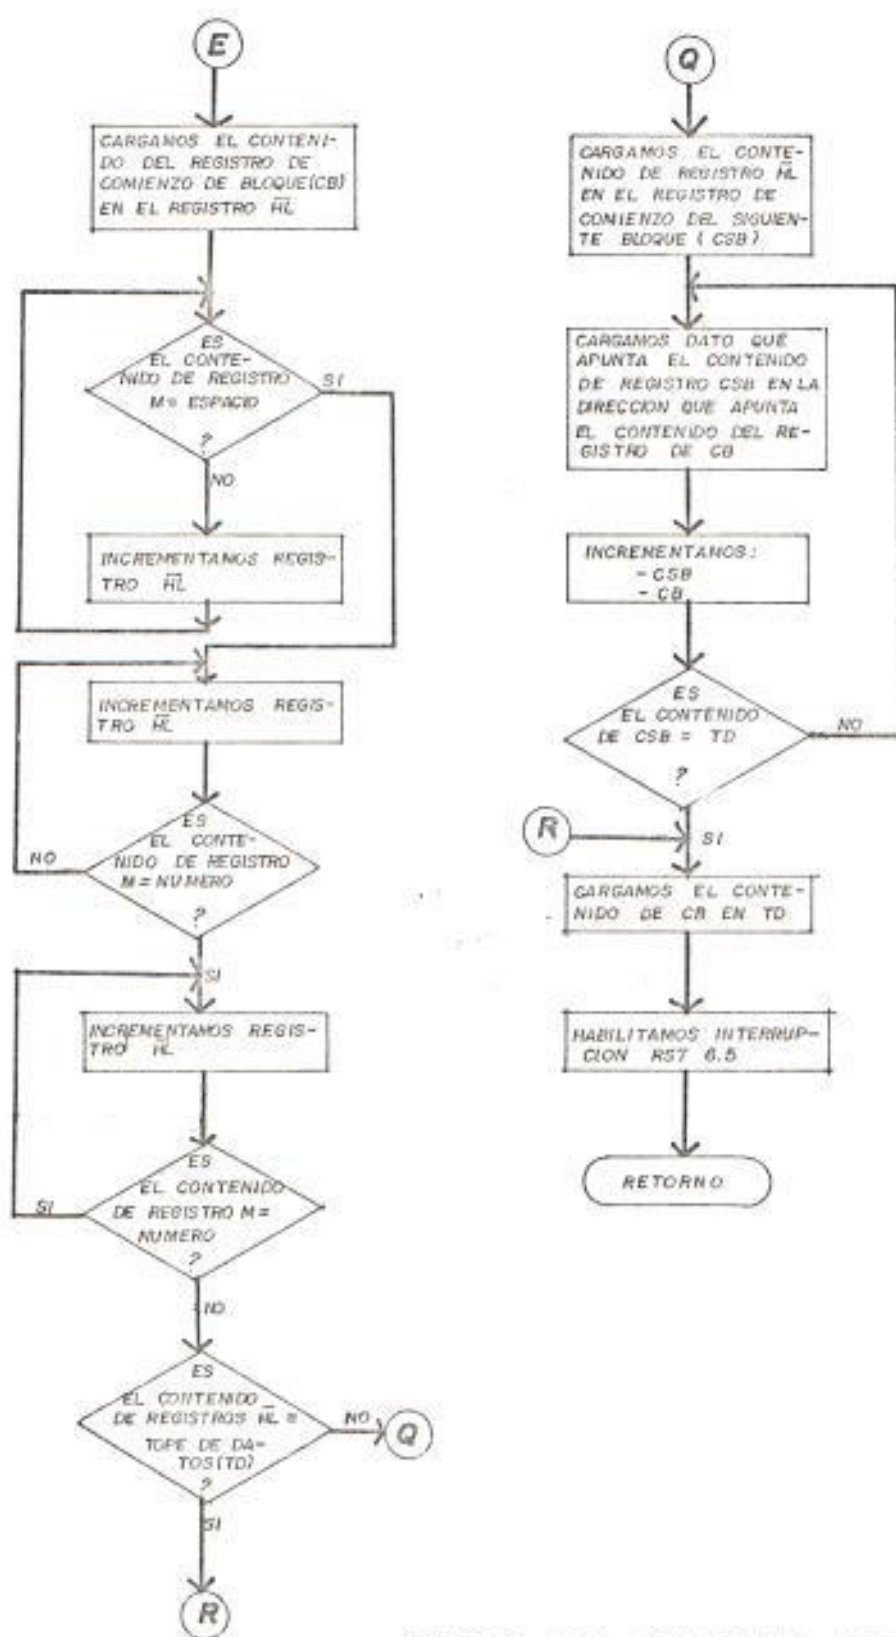 E
CARGAMOS EL CONTENI-
DO DEL REGISTRO DE
COMIENZO DE BLOQUE(CB)
EN EL REGISTRO HL
ES
EL CONTE-
NIDO DE REGISTRO
M= ESPACIO
?
SI
NO
INCREMENTAMOS REGIS-
TRO HL
INCREMENTAMOS REGIS-
TRO HL
ES
EL CONTE-
NIDO DE REGISTRO
M=NUMERO
?
NO
SI
INCREMENTAMOS REGIS-
TRO HL
ES
EL CONTENIDO
DE REGISTRO M=
NUMERO
?
SI
NO
ES
EL CONTENIDO
DE REGISTROS HL =
TOPE DE DA-
TOS(TD)
?
NO
Q
SI
R
Q
CARGAMOS EL CONTE-
NIDO DE REGISTRO HL
EN EL REGISTRO DE
COMIENZO DEL SIGUIEN-
TE BLOQUE ( CSB)
CARGAMOS DATO QUE
APUNTA EL CONTENIDO
DE REGISTRO CSB EN LA
DIRECCION QUE APUNTA
EL CONTENIDO DEL RE-
GISTRO DE CB
INCREMENTAMOS:
- CSB
- CB
ES
EL CONTENIDO
DE CSB = TD
?
NO
R
SI
CARGAMOS EL CONTE-
NIDO DE CB EN TD
HABILITAMOS INTERRUP-
CION RST 6.5
RETORNO